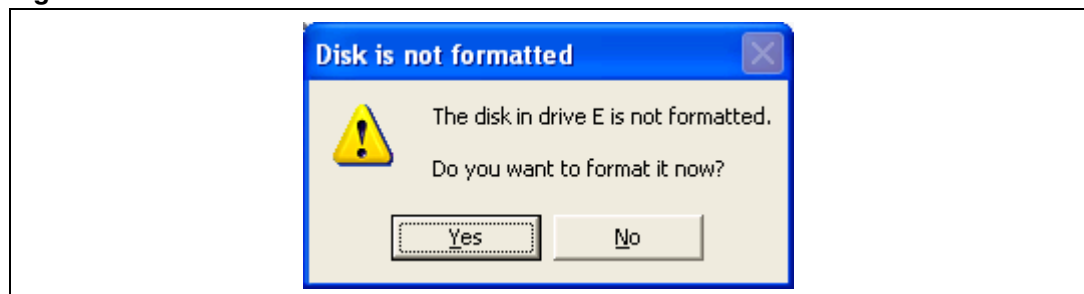 Disk is not formatted
The disk in drive E is not formatted.
Do you want to format it now?
Yes
No